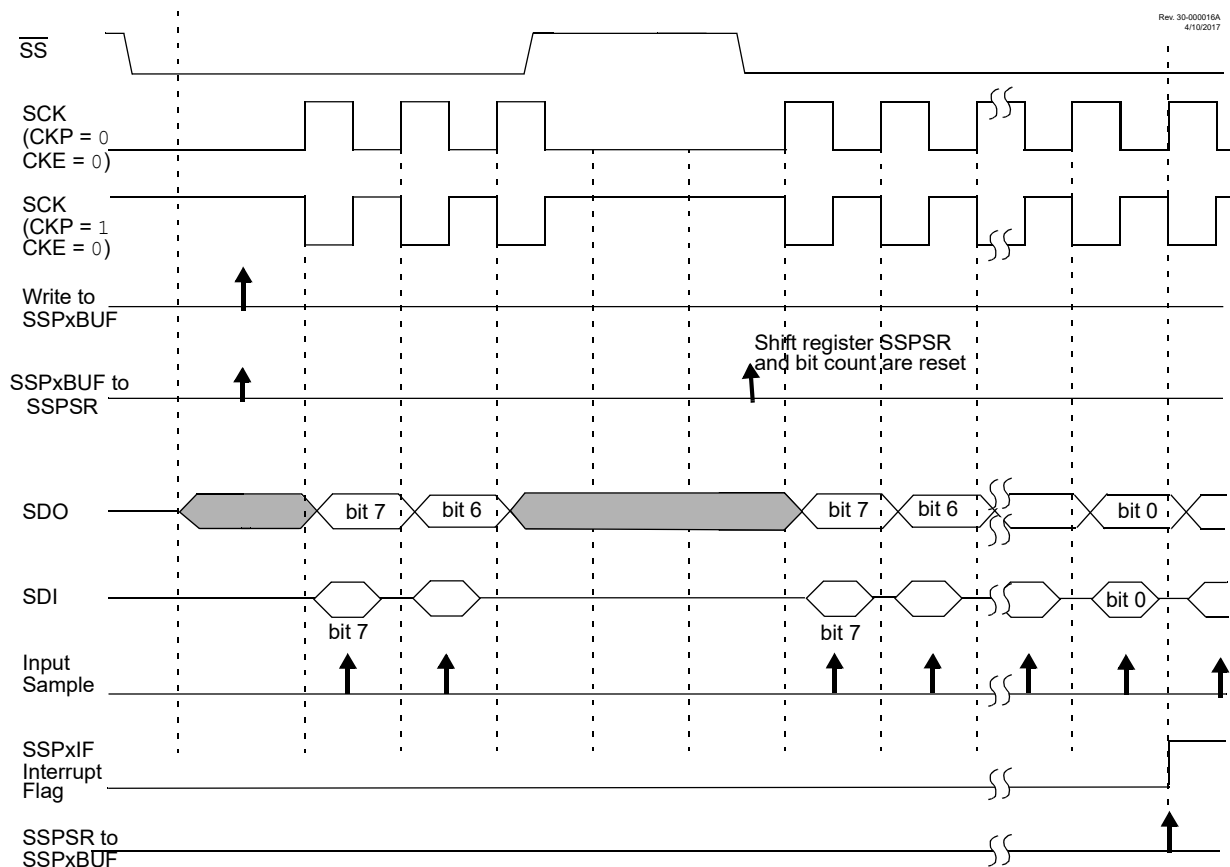 Rev. 30-000016A
4/10/2017
SS
SCK
(CKP = 0
CKE = 0)
SCK
(CKP = 1
CKE = 0)
Write to
SSPxBUF
Shift register SSPSR
and bit count are reset
SSPxBUF to
SSPSR
SDO
bit 7
bit 6
bit 7
bit 6
bit 0
SDI
bit 0
bit 7
bit 7
Input
Sample
SSPxIF
Interrupt
Flag
SSPSR to
SSPxBUF